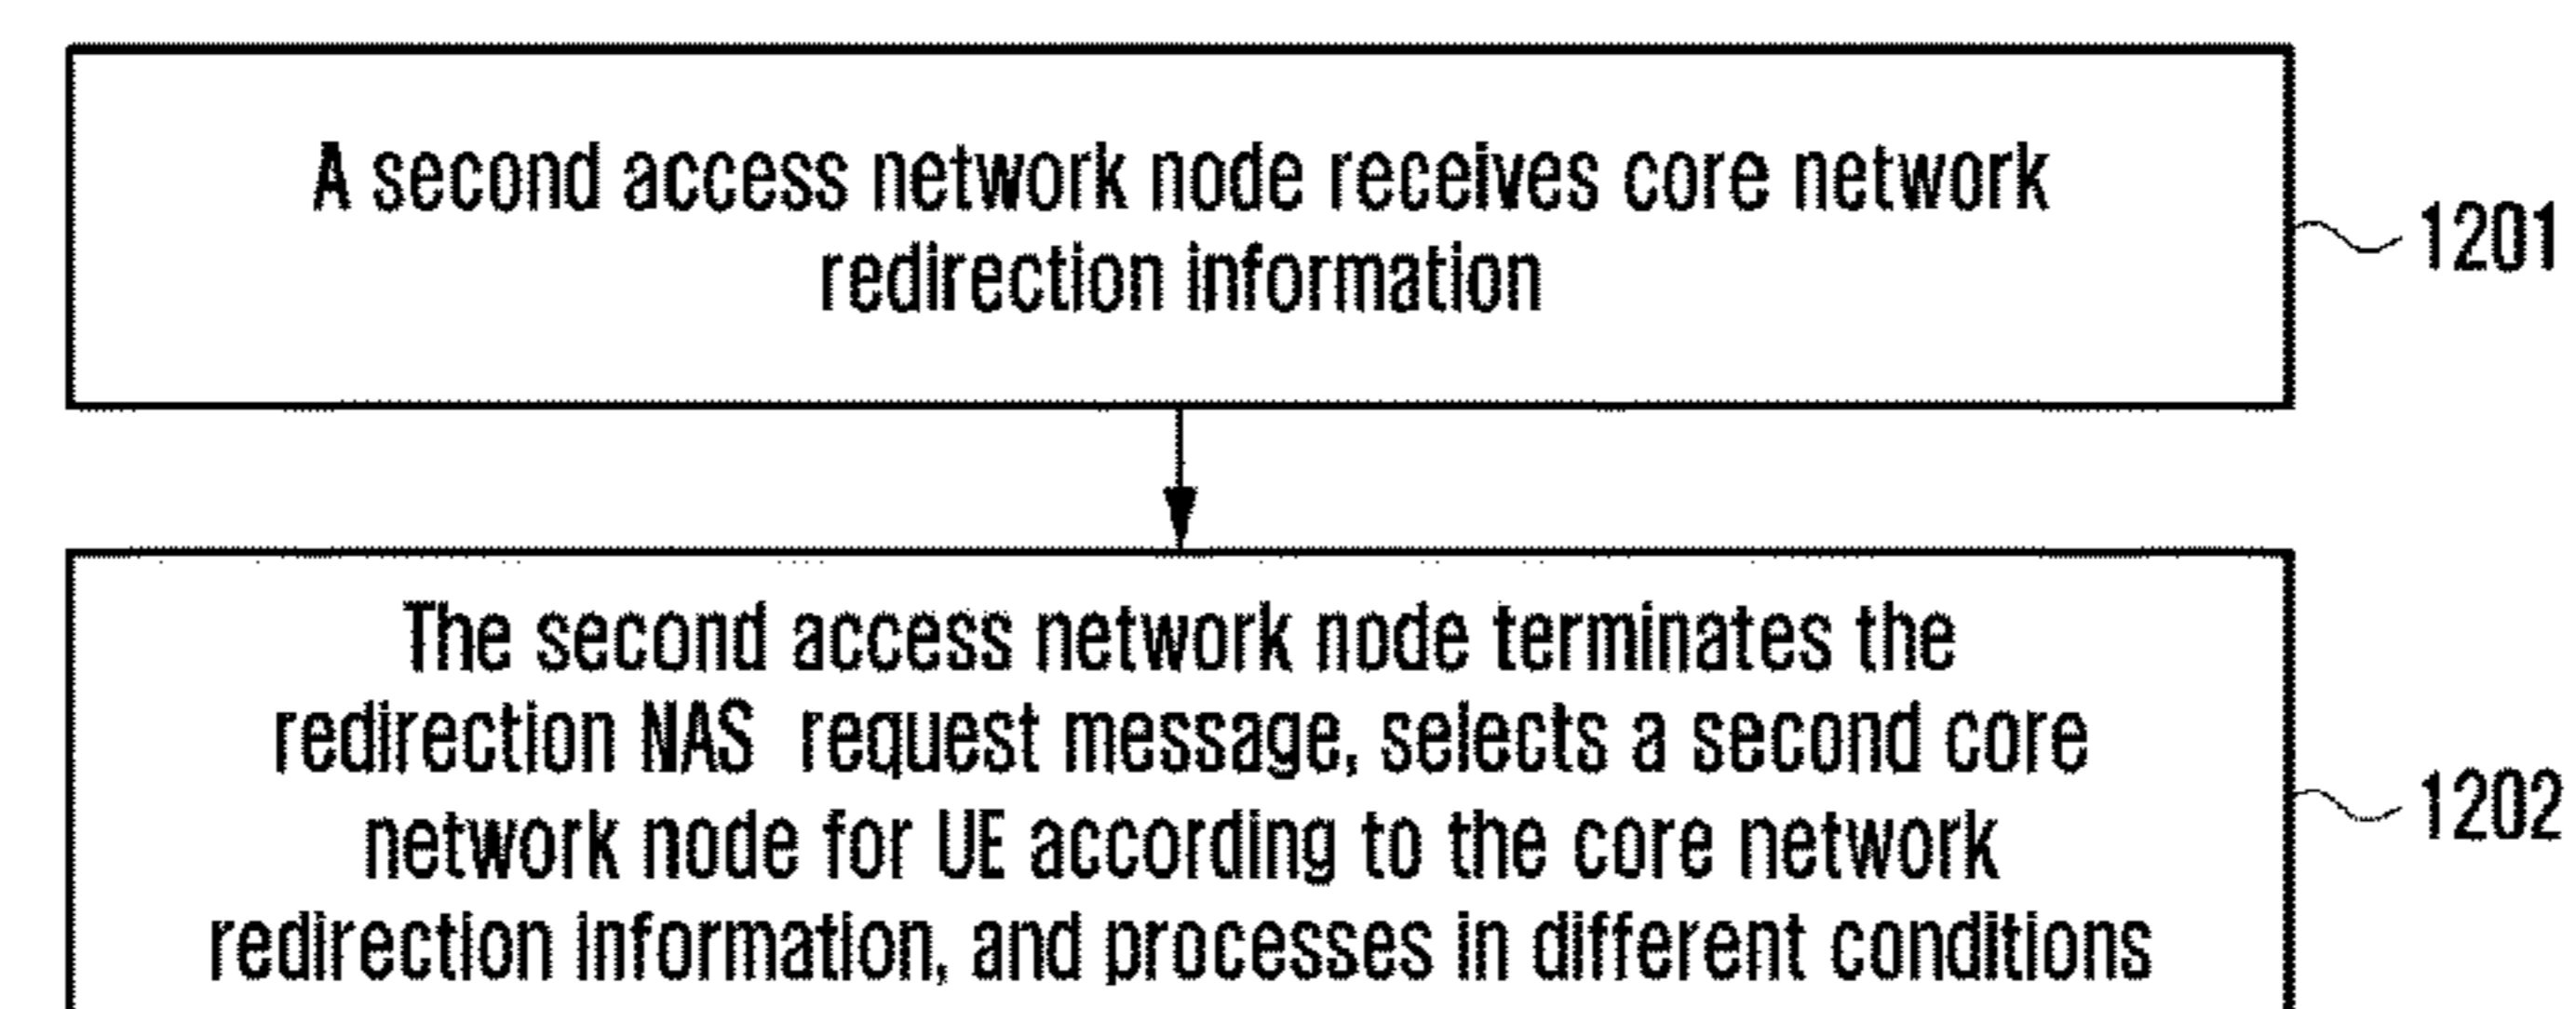 A second access network node receives core network
redirection information
1201
The second access network node terminates the
redirection NAS request message, selects a second core
network node for UE according to the core network
redirection information, and processes in different conditions
1202